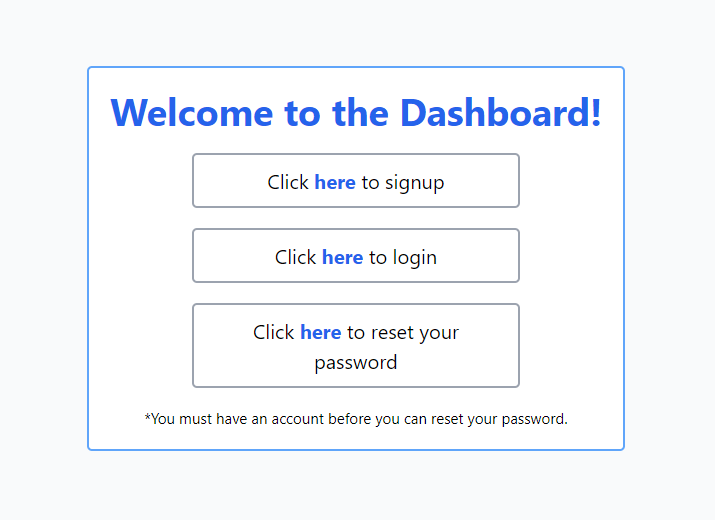 Welcome to the Dashboard!
Click here to signup
Click here to login
Click here to reset your
password
*You must have an account before you can reset your password.